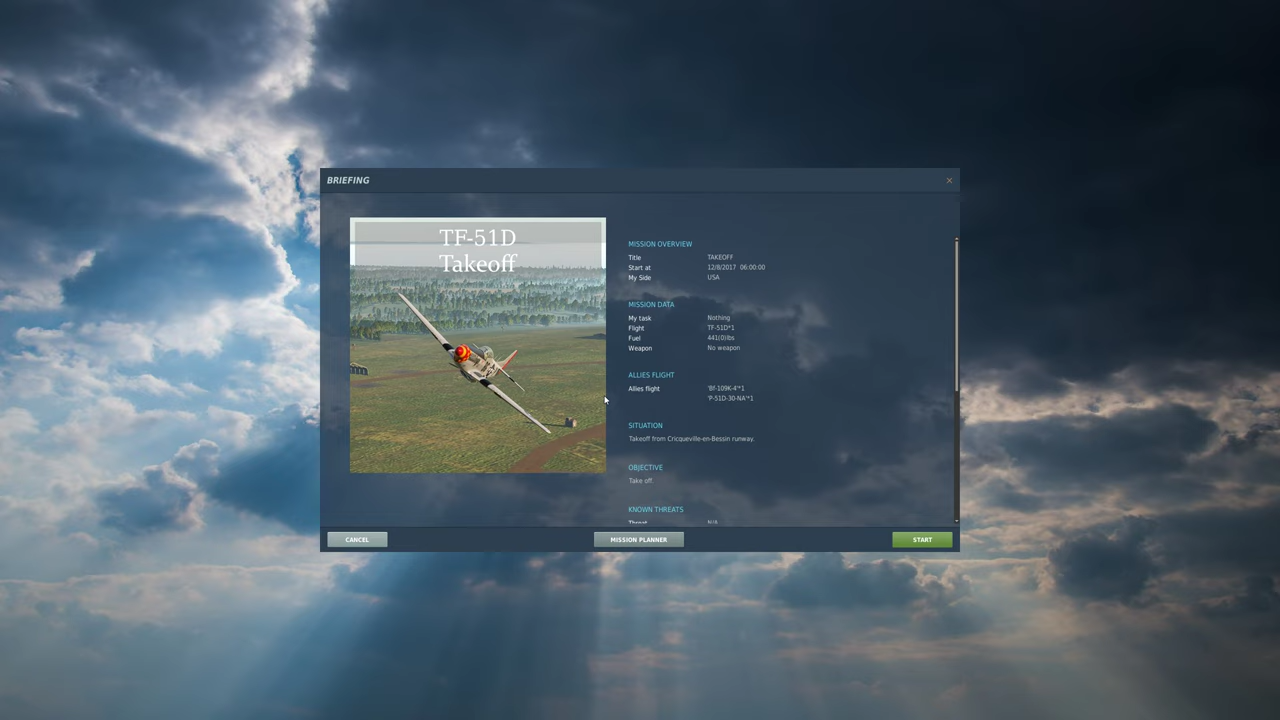 BRIEFING
TF-51D
Takeoff
MISSION OVERVIEW
Title TAKEOFF
Start at 12/8/2017 06:00:00
My Side USA
MISSION DATA
My task Nothing
Flight TF-51D*1
Fuel 441(0)lbs
Weapon No weapon
ALLIES FLIGHT
Allies flight 'Bf-109K-4'*1
'P-51D-30-NA'*1
SITUATION
Takeoff from Cricqueville-en-Bessin runway.
OBJECTIVE
Take off.
KNOWN THREATS
Threat N/A
CANCEL MISSION PLANNER START